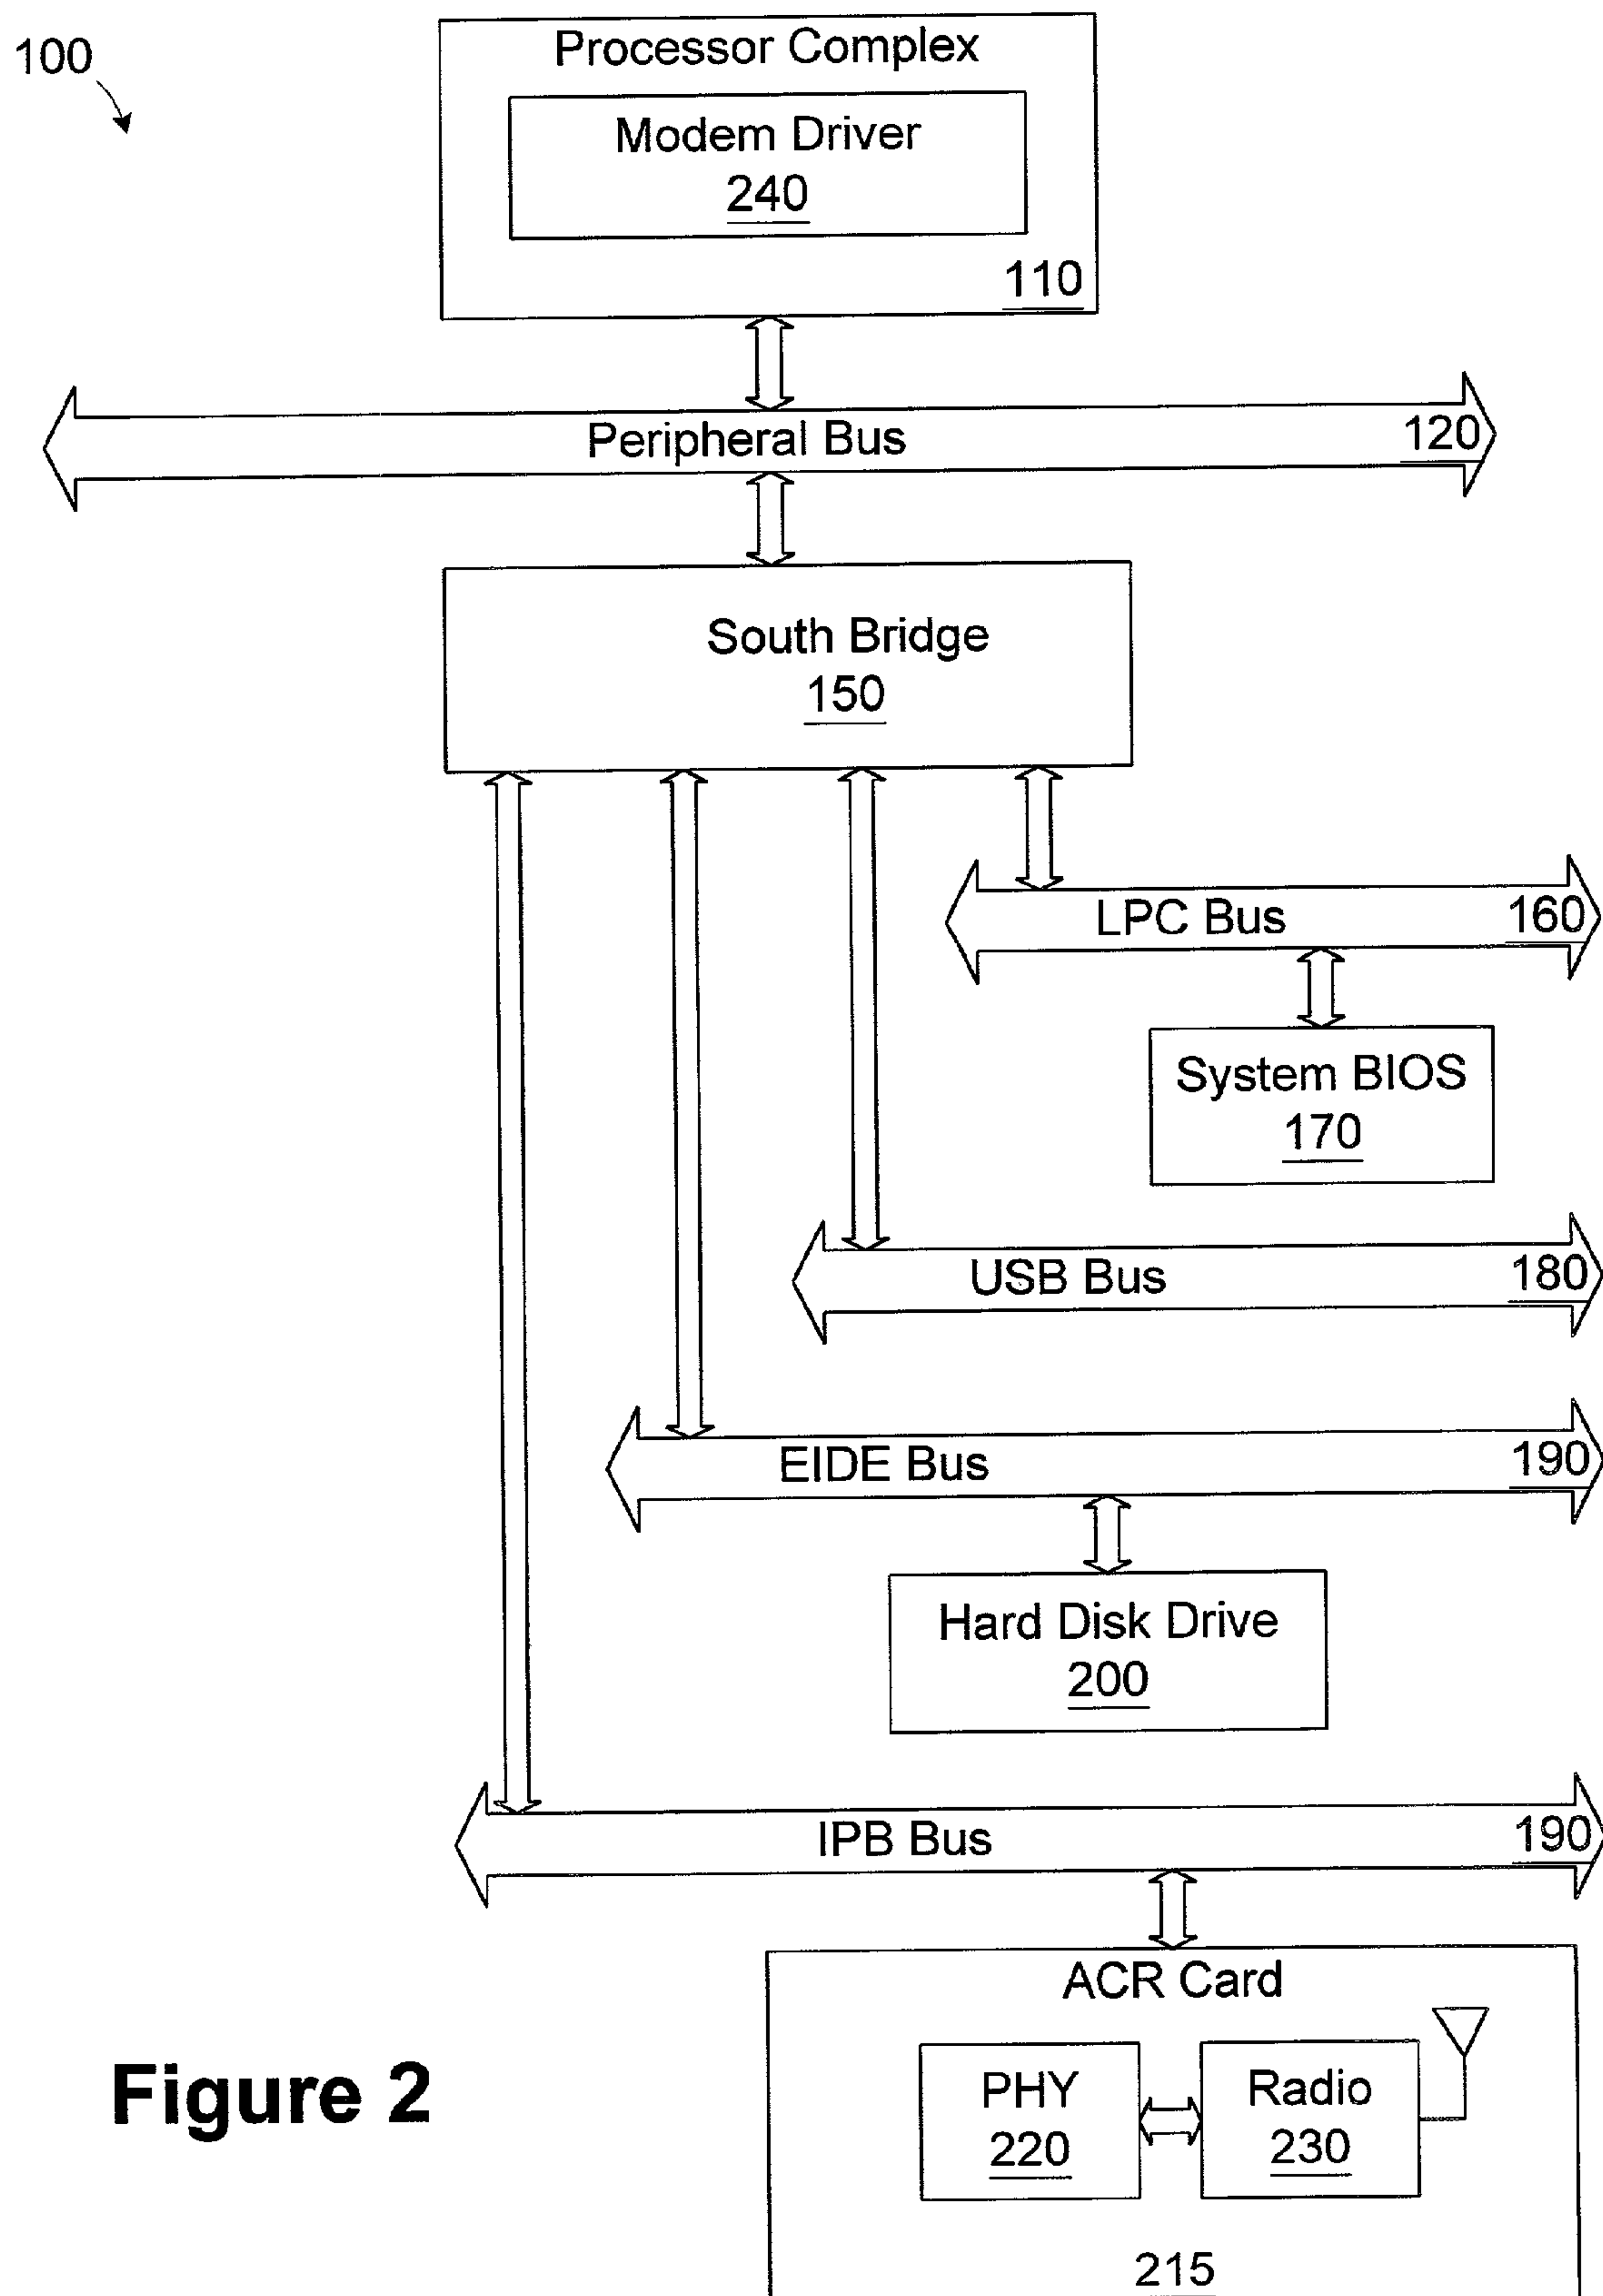 100
Processor Complex
Modem Driver
240
110
Peripheral Bus
120
South Bridge
150
LPC Bus
160
System BIOS
170
USB Bus
180
EIDE Bus
190
Hard Disk Drive
200
IPB Bus
190
ACR Card
PHY
220
Radio
230
215
Figure 2